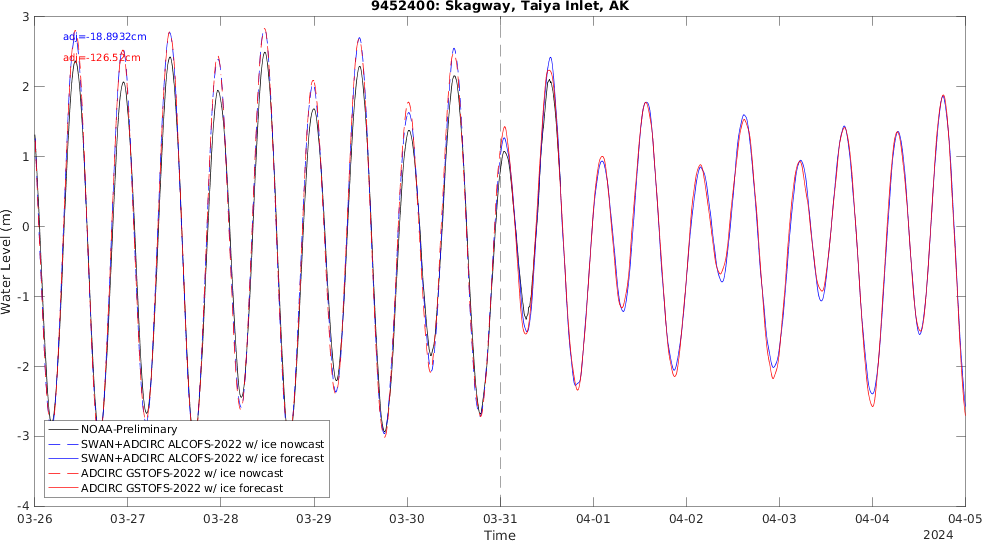 9452400: Skagway, Taiya Inlet, AK
adj=-18.8932cm
adj=-126.52cm
Water Level (m)
3
2
1
0
-1
-2
-3
-4
NOAA-Preliminary
SWAN+ADCIRC ALCOFS-2022 w/ ice nowcast
SWAN+ADCIRC ALCOFS-2022 w/ ice forecast
ADCIRC GSTOFS-2022 w/ ice nowcast
ADCIRC GSTOFS-2022 w/ ice forecast
03-26 03-27 03-28 03-29 03-30 03-31 04-01 04-02 04-03 04-04 04-05
Time
2024